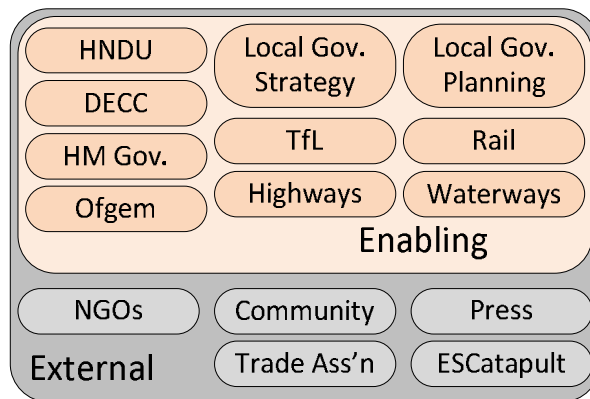 HNDU
DECC
HM Gov.
Ofgem
Local Gov.
Strategy
Local Gov.
Planning
TfL
Rail
Highways
Waterways
Enabling
NGOs
Community
Press
External
Trade Ass'n
ESCatapult